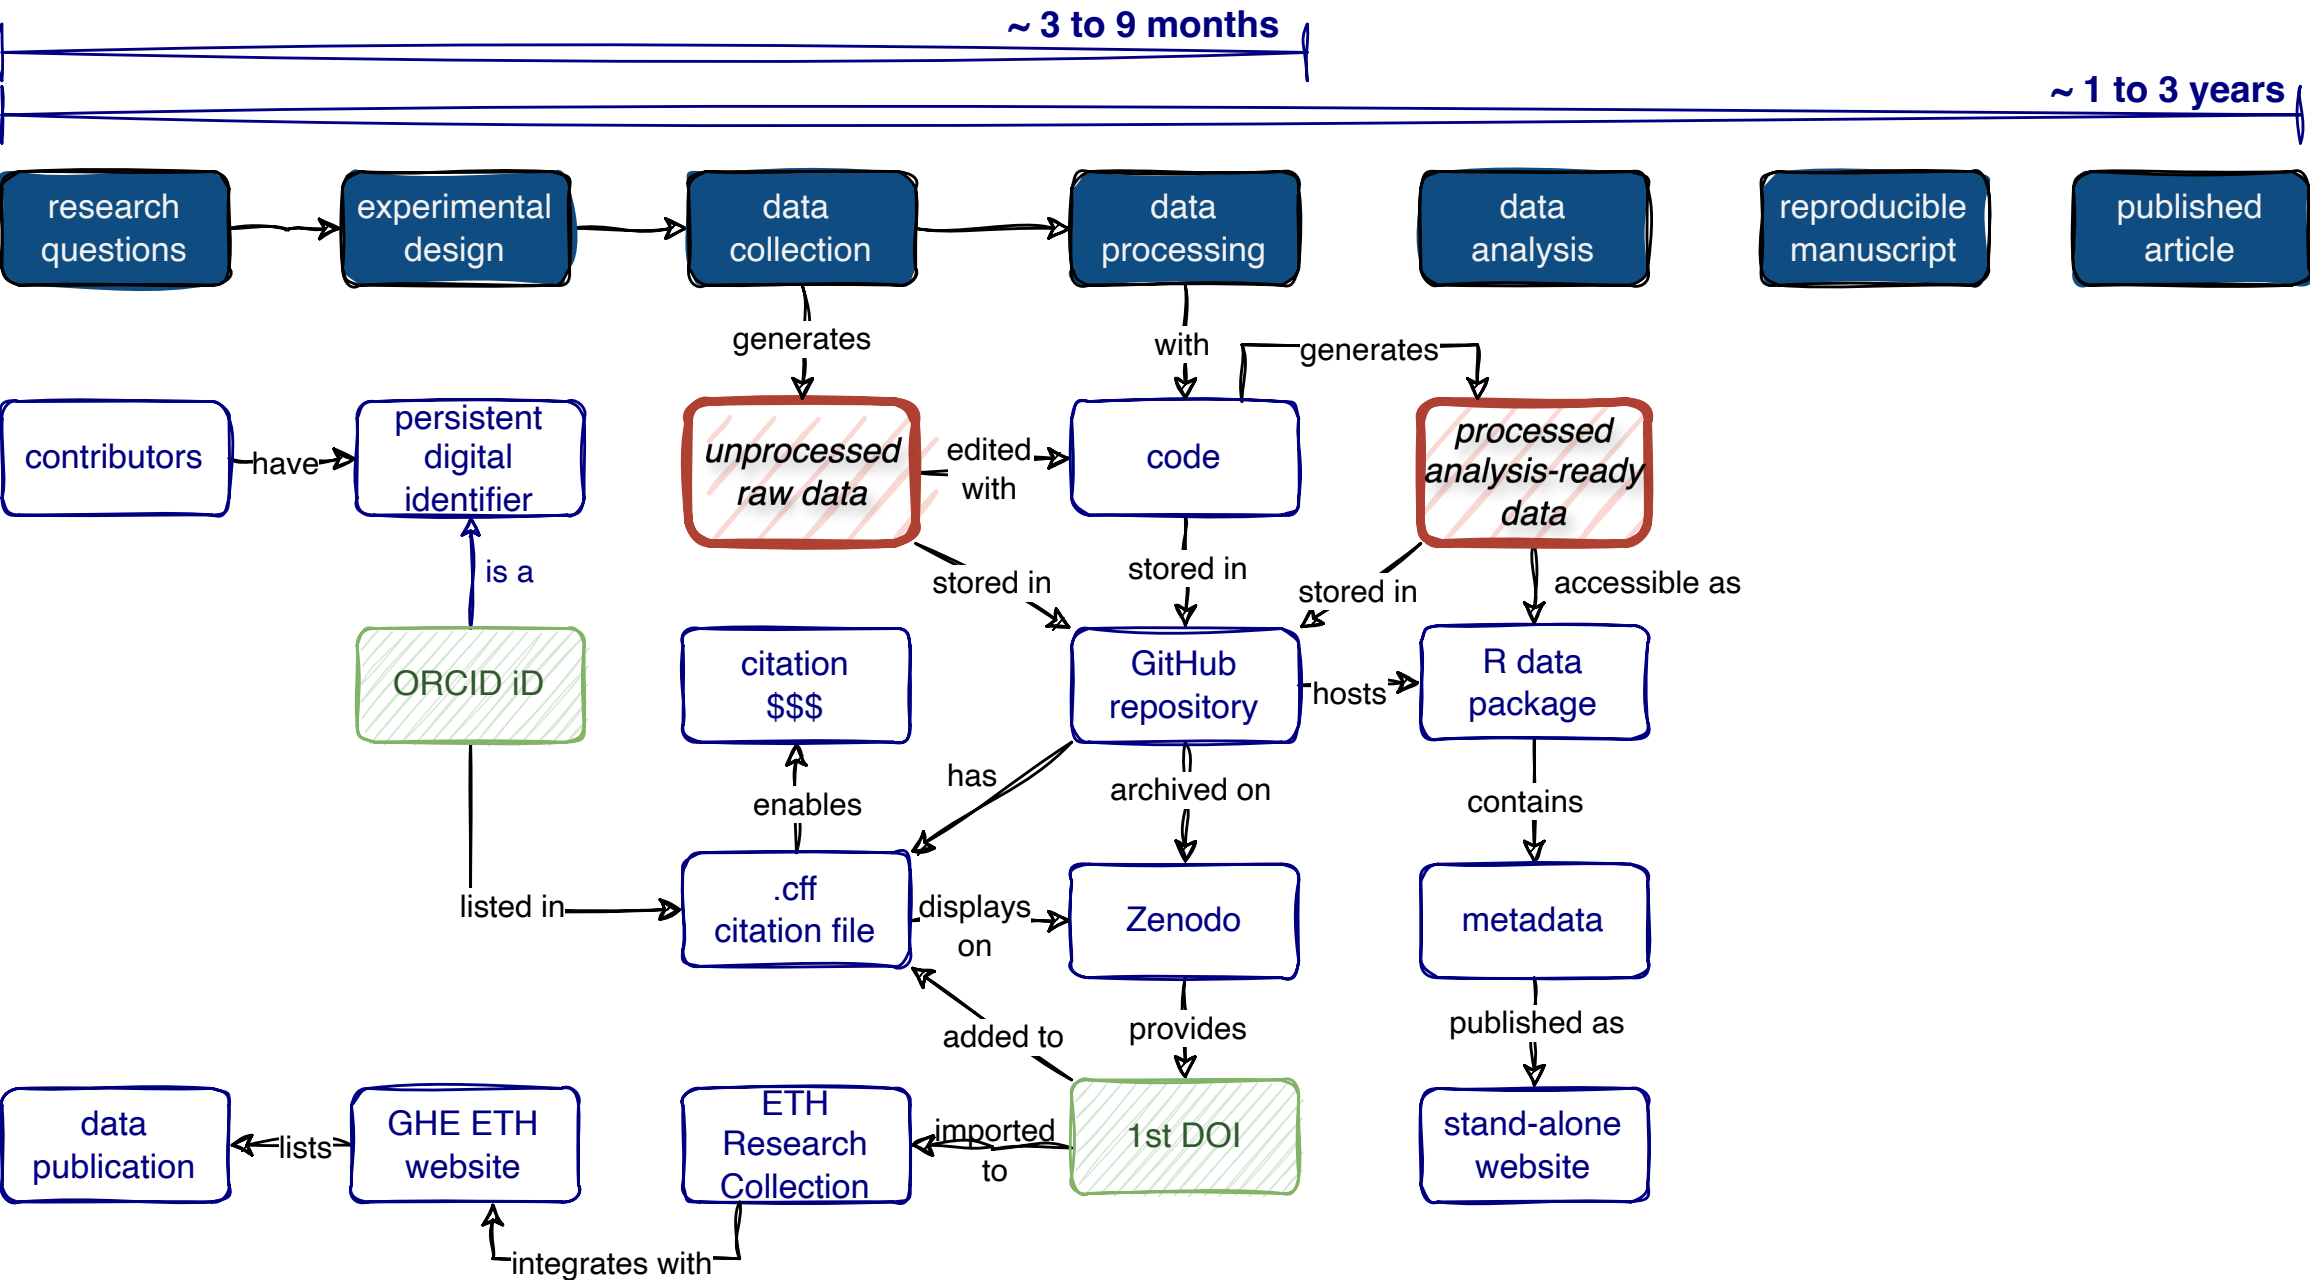 ~ 3 to 9 months
~ 1 to 3 years
research
questions
experimental
design
data
collection
data
processing
data
analysis
reproducible
manuscript
published
article
generates
with
generates
contributors
have
persistent
digital
identifier
unprocessed
raw data
edited
with
code
processed
analysis-ready
data
is a
stored in
stored in
stored in
accessible as
ORCID iD
citation
$$$
GitHub
repository
hosts
R data
package
has
enables
archived on
contains
listed in
.cff
citation file
displays
on
Zenodo
metadata
added to
provides
published as
data
publication
lists
GHE ETH
website
ETH
Research
Collection
imported
to
1st DOI
stand-alone
website
integrates with